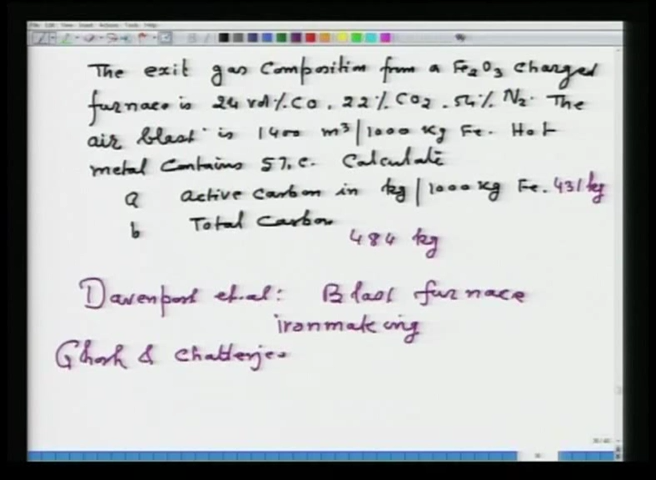 The exit gas Composition from a Fe2O3 charged
furnace is 24 vol% CO, 22% CO2, 54% N2. The
air blast is 1400 m³/1000 kg Fe. Hot
metal Contains 5% C. Calculate
a active Carbon in kg/1000 kg Fe. 431 kg
b Total Carbon
484 kg
Davenport et.al: Blast furnace
ironmaking
Ghosh & Chatterjee